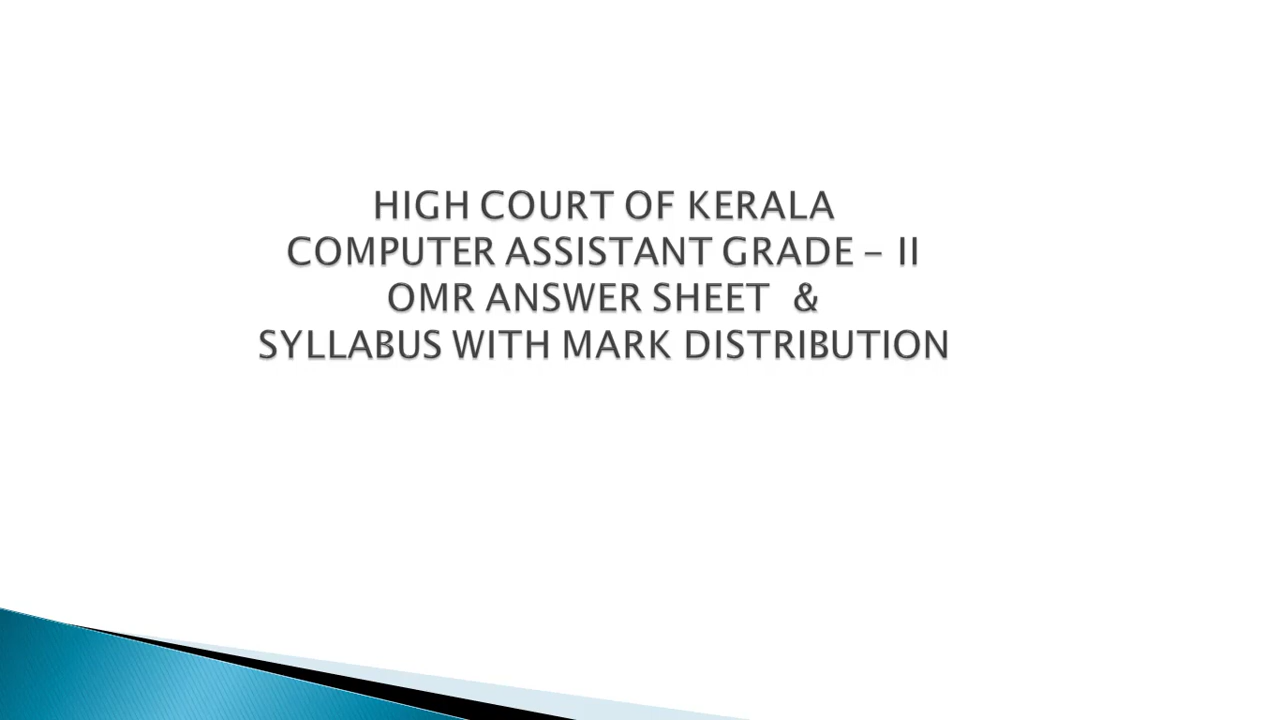 HIGH COURT OF KERALA
COMPUTER ASSISTANT GRADE – II
OMR ANSWER SHEET &
SYLLABUS WITH MARK DISTRIBUTION